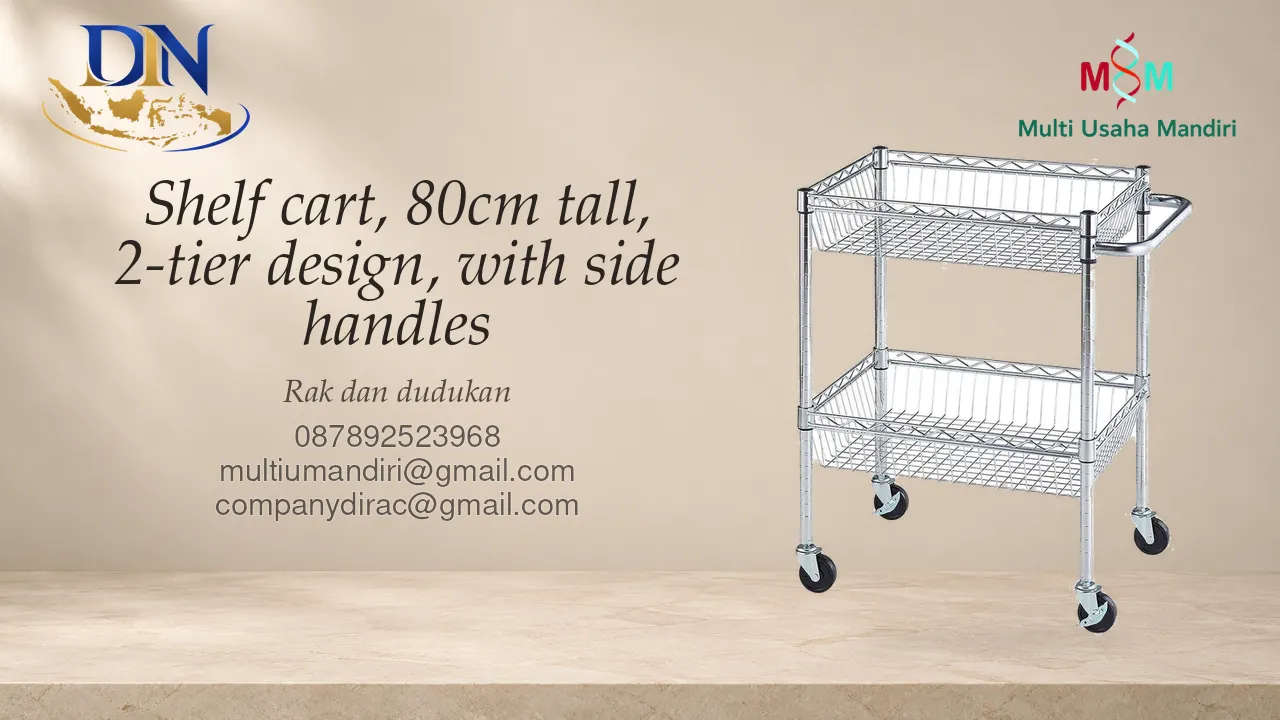 DIN
M M
Multi Usaha Mandiri
Shelf cart, 80cm tall,
2-tier design, with side
handles
Rak dan dudukan
087892523968
multiumandiri@gmail.com
companydirac@gmail.com